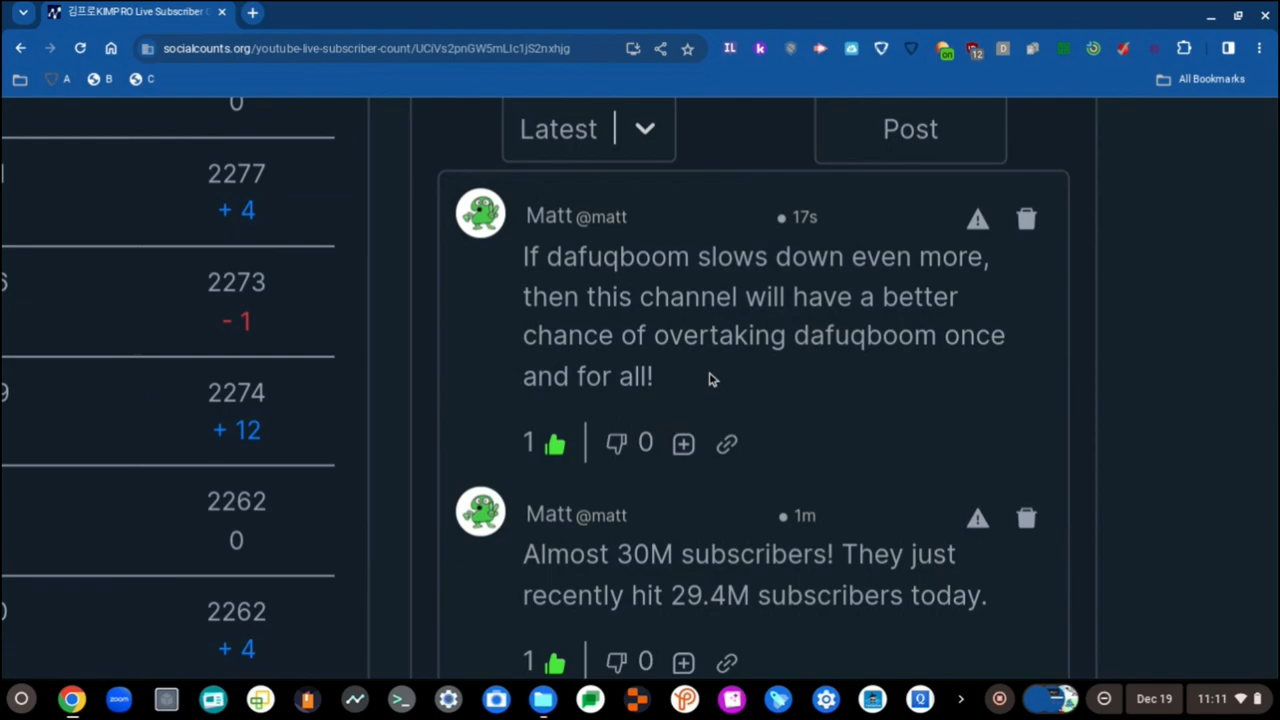 김프로KIMPRO Live Subscriber
socialcounts.org/youtube-live-subscriber-count/UCiVs2pnGW5mLIc1jS2nxhjg
on
12
A
B
C
All Bookmarks
0
2277
+ 4
2273
- 1
2274
+ 12
2262
0
2262
+ 4
Latest
Post
Matt @matt
17s
If dafuqboom slows down even more,
then this channel will have a better
chance of overtaking dafuqboom once
and for all!
1
0
Matt @matt
1m
Almost 30M subscribers! They just
recently hit 29.4M subscribers today.
1
0
zoom
Dec 19
11:11